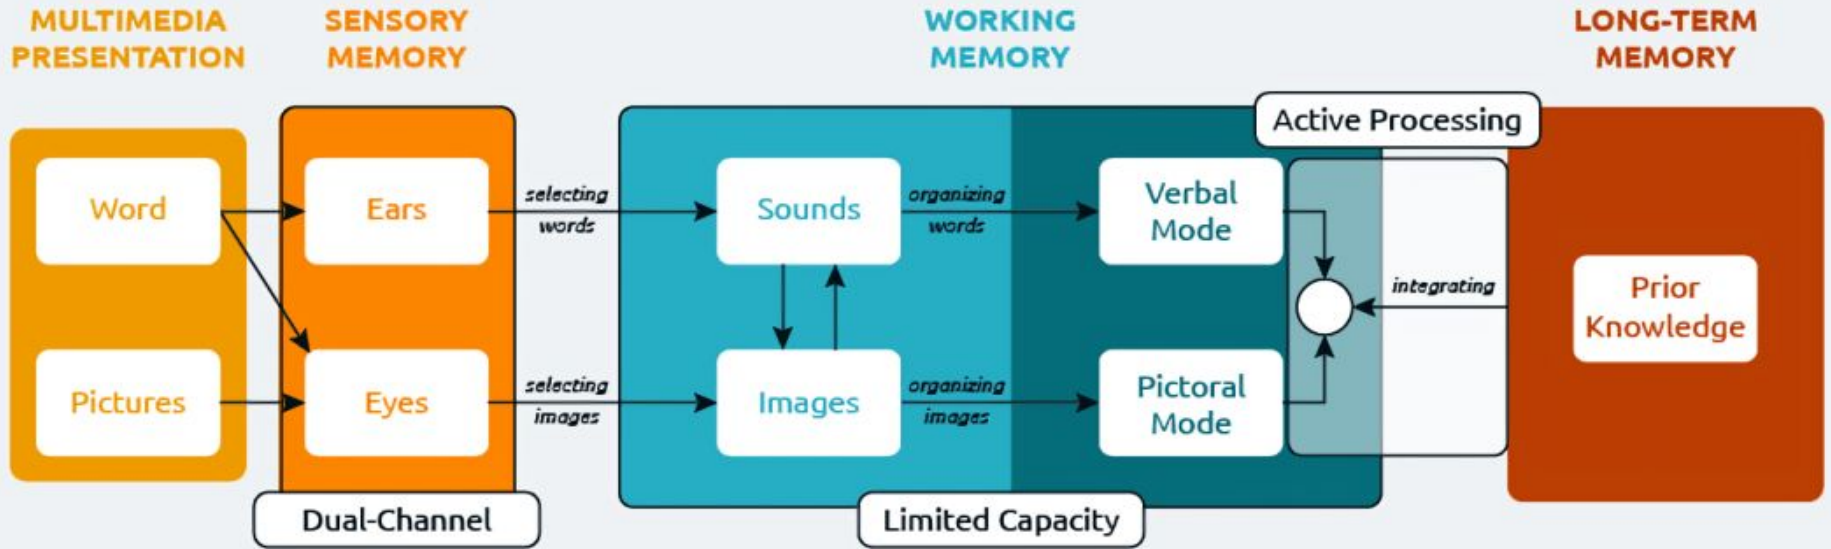 MULTIMEDIA
PRESENTATION
SENSORY
MEMORY
WORKING
MEMORY
LONG-TERM
MEMORY
Active Processing
Word
Ears
selecting
words
Sounds
organizing
words
Verbal
Mode
integrating
Prior
Knowledge
Pictures
Eyes
selecting
images
Images
organizing
images
Pictoral
Mode
Dual-Channel
Limited Capacity